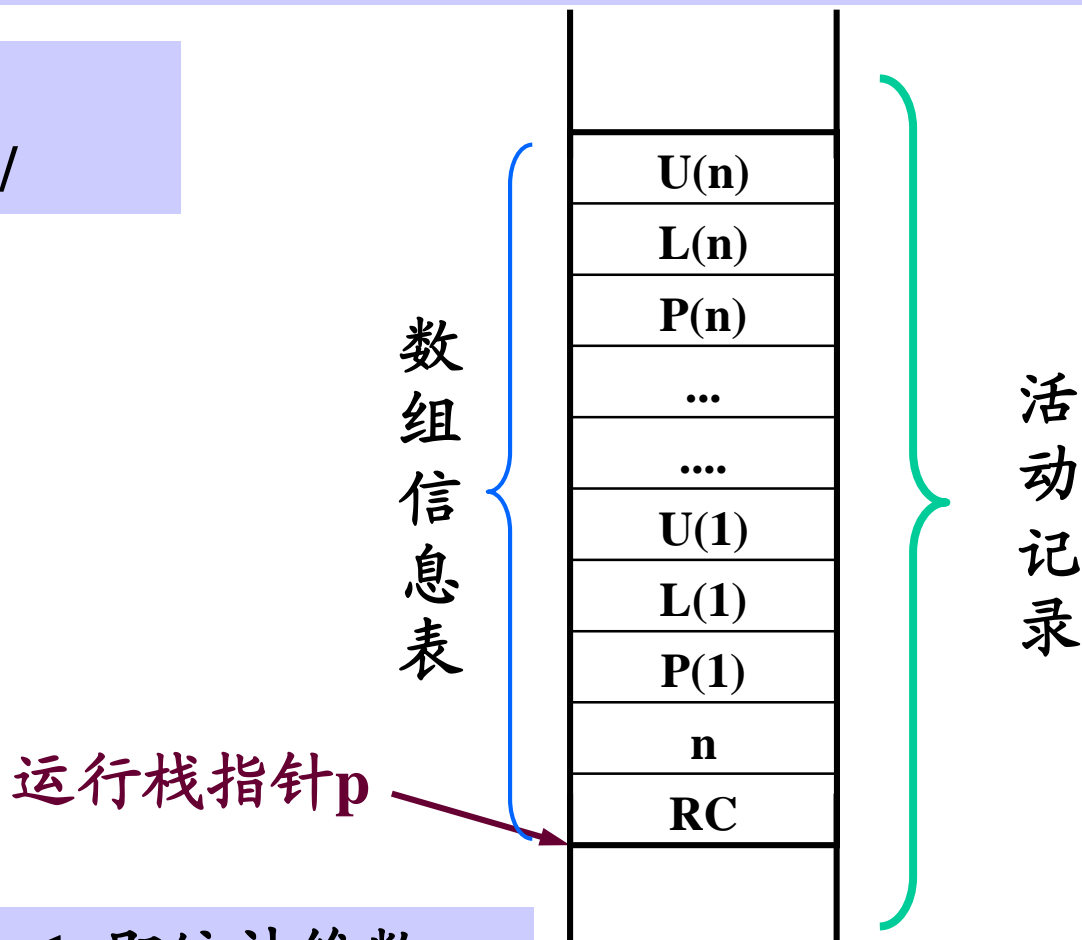 /
U(n)
L(n)
P(n)
...
....
U(1)
L(1)
P(1)
n
RC
数组信息表
活动记录
运行栈指针p